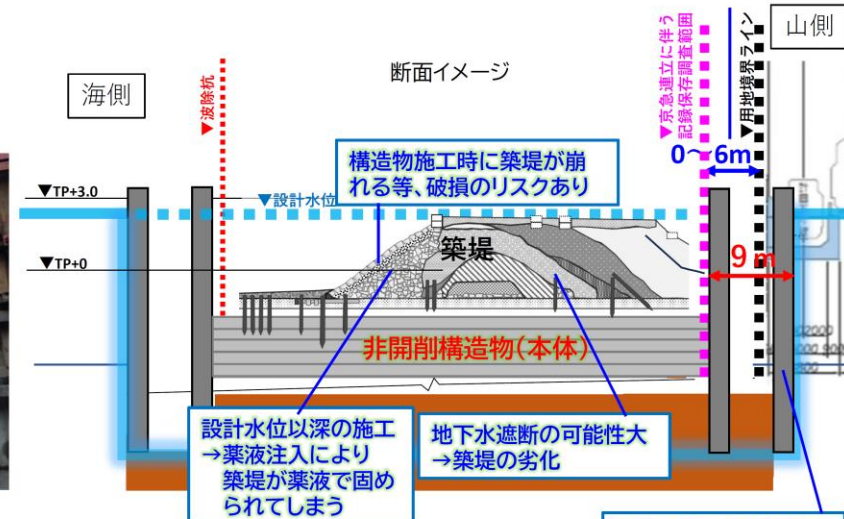 断面イメージ
海側
山側
▼波除杭
▼京急連立に伴う
記録保存調査範囲
▼用地境界ライン
0～6m
構造物施工時に築堤が崩
れる等、破損のリスクあり
▼TP+3.0
▼設計水位
築堤
9m
▼TP+0
非開削構造物(本体)
設計水位以深の施工
→薬液注入により
築堤が薬液で固め
られてしまう
地下水遮断の可能性大
→築堤の劣化